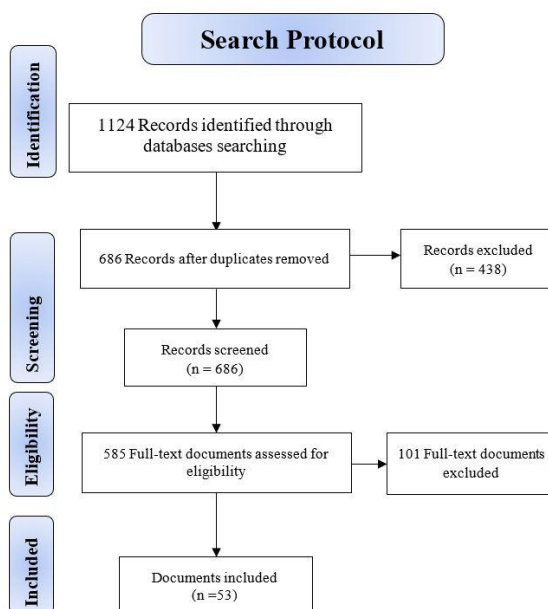 Search Protocol
Identification
1124 Records identified through
databases searching
Screening
686 Records after duplicates removed
Records excluded
(n = 438)
Records screened
(n = 686)
Eligibility
585 Full-text documents assessed for
eligibility
101 Full-text documents
excluded
Included
Documents included
(n =53)